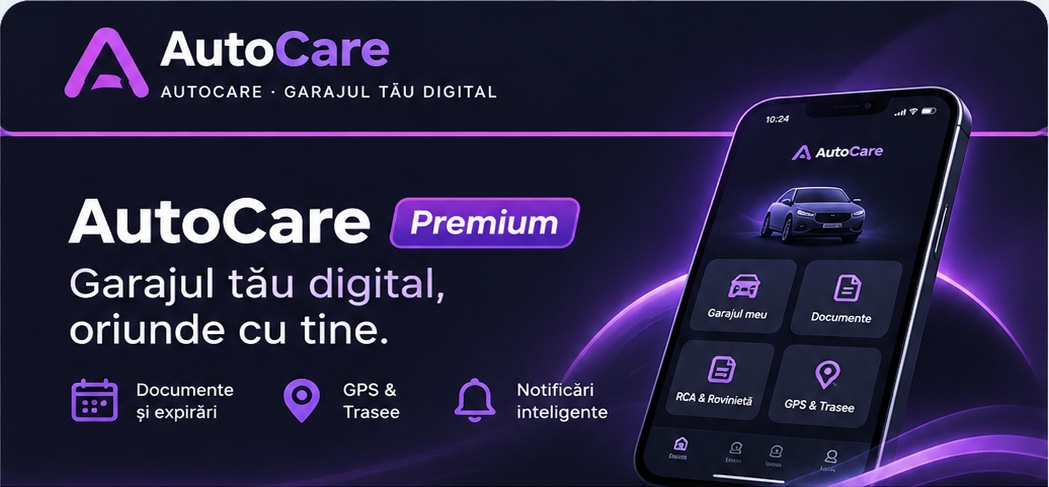 AutoCare
AUTOCARE · GARAJUL TĂU DIGITAL
AutoCare Premium
Garajul tău digital,
oriunde cu tine.
Documente
și expirări
GPS &
Trasee
Notificări
inteligente
10:24
AutoCare
Garajul meu
Documente
RCA & Rovinietă
GPS & Trasee